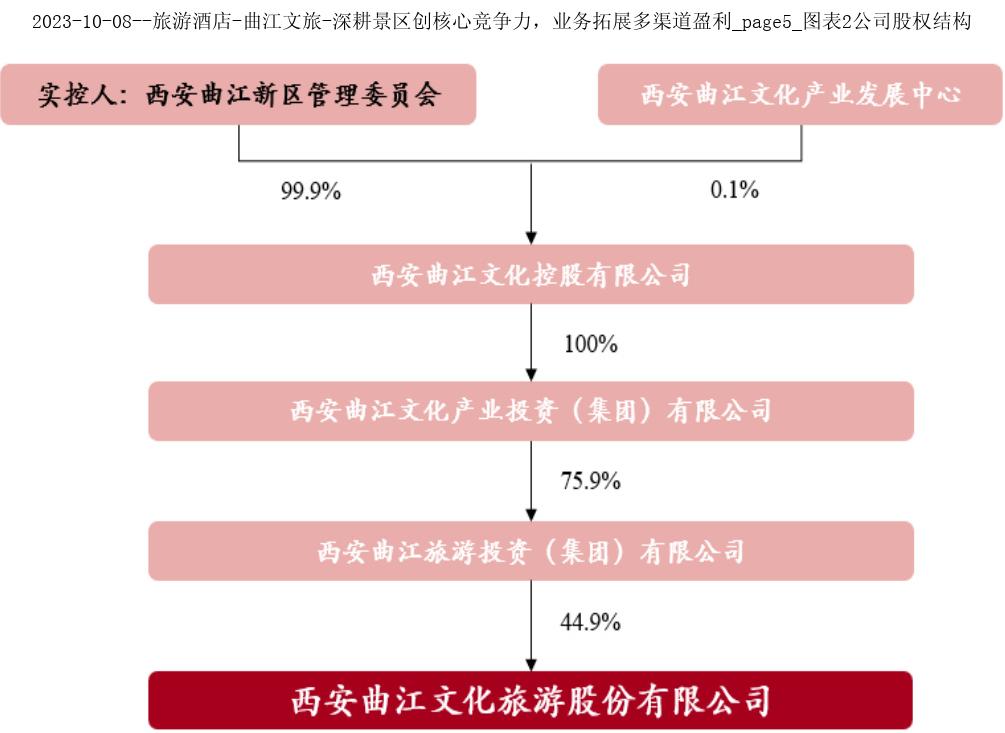 2023-10-08--旅游酒店-曲江文旅-深耕景区创核心竞争力，业务拓展多渠道盈利_page5_图表2公司股权结构
实控人：西安曲江新区管理委员会
西安曲江文化产业发展中心
99.9%
0.1%
西安曲江文化控股有限公司
100%
西安曲江文化产业投资（集团）有限公司
75.9%
西安曲江旅游投资（集团）有限公司
44.9%
西安曲江文化旅游股份有限公司